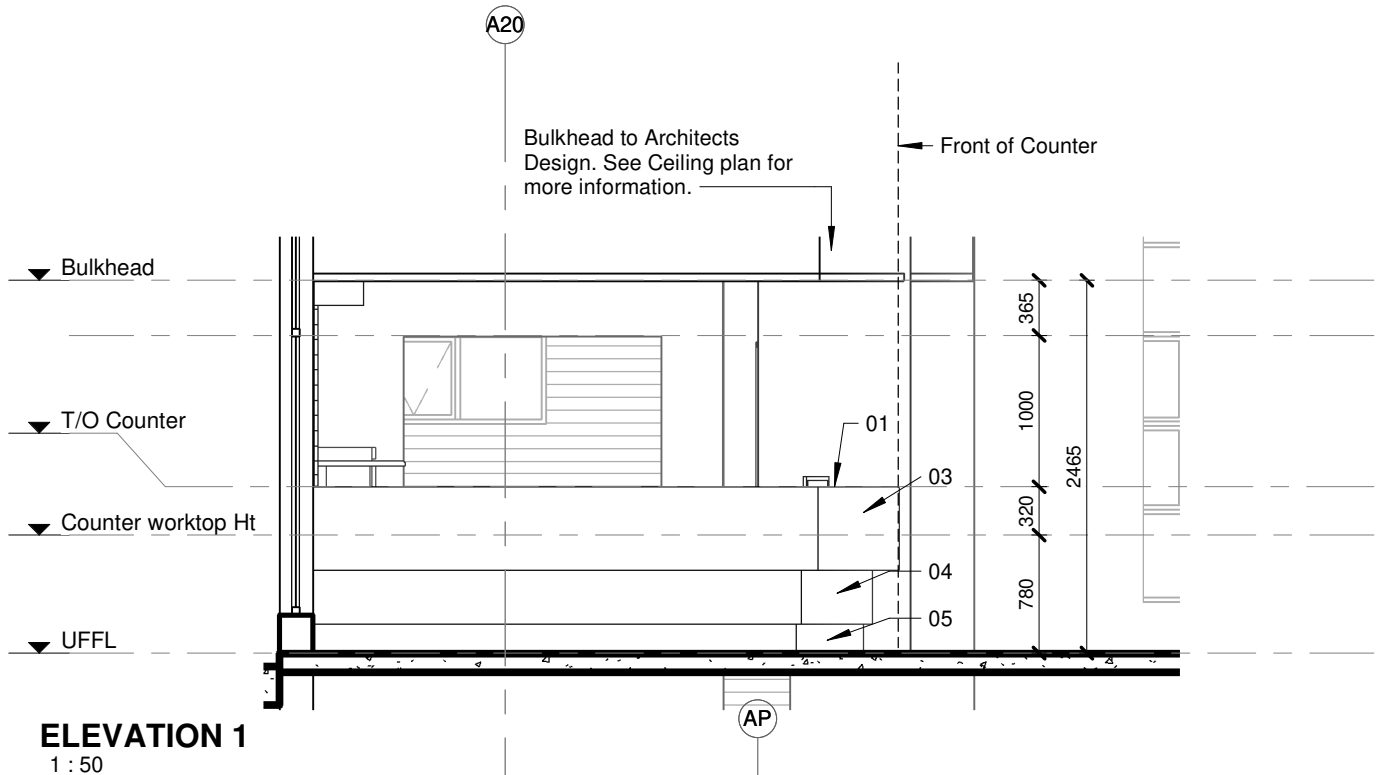 A20
Bulkhead to Architects
Design. See Ceiling plan for
more information.
Front of Counter
Bulkhead
365
T/O Counter
1000
2465
01
03
Counter worktop Ht
320
04
780
05
UFFL
AP
ELEVATION 1
1 : 50